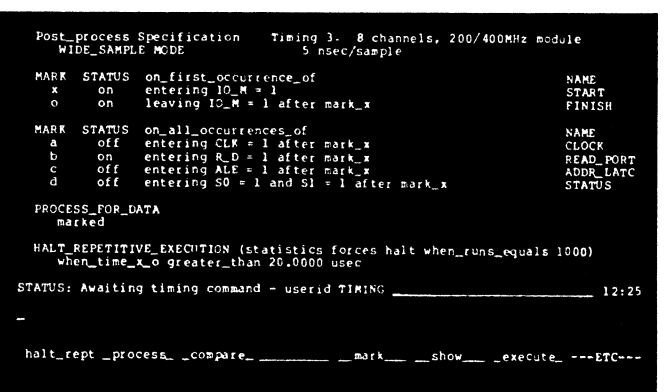 Post_process Specification Timing 3. 8 channels, 200/400MHz module
WIDE_SAMPLE MODE 5 nsec/sample
MARK STATUS on_first_occurrence_of NAME
x on entering IO_M = 1 START
o on leaving IO_M = 1 after mark_x FINISH
MARK STATUS on_all_occurrences_of NAME
a off entering CLK = 1 after mark_x CLOCK
b on entering R_D = 1 after mark_x READ_PORT
c off entering ALE = 1 after mark_x ADDR_LATC
d off entering S0 = 1 and S1 = 1 after mark_x STATUS
PROCESS_FOR_DATA
marked
HALT_REPETITIVE_EXECUTION (statistics forces halt when_runs_equals 1000)
when_time_x_o greater_than 20.0000 usec
STATUS: Awaiting timing command - userid TIMING ________________________ 12:25
_
halt_rept _process_ _compare_ _________ __mark___ __show___ _execute_ ---ETC---